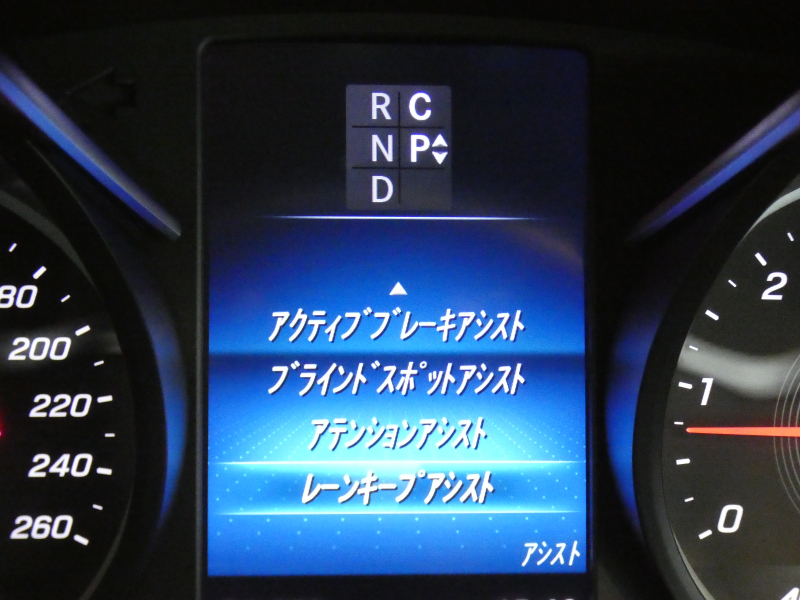 R C
N P
D
アクティブブレーキアシスト
ブラインドスポットアシスト
アテンションアシスト
レーンキープアシスト
アシスト
80
200
220
240
260
2
1
0